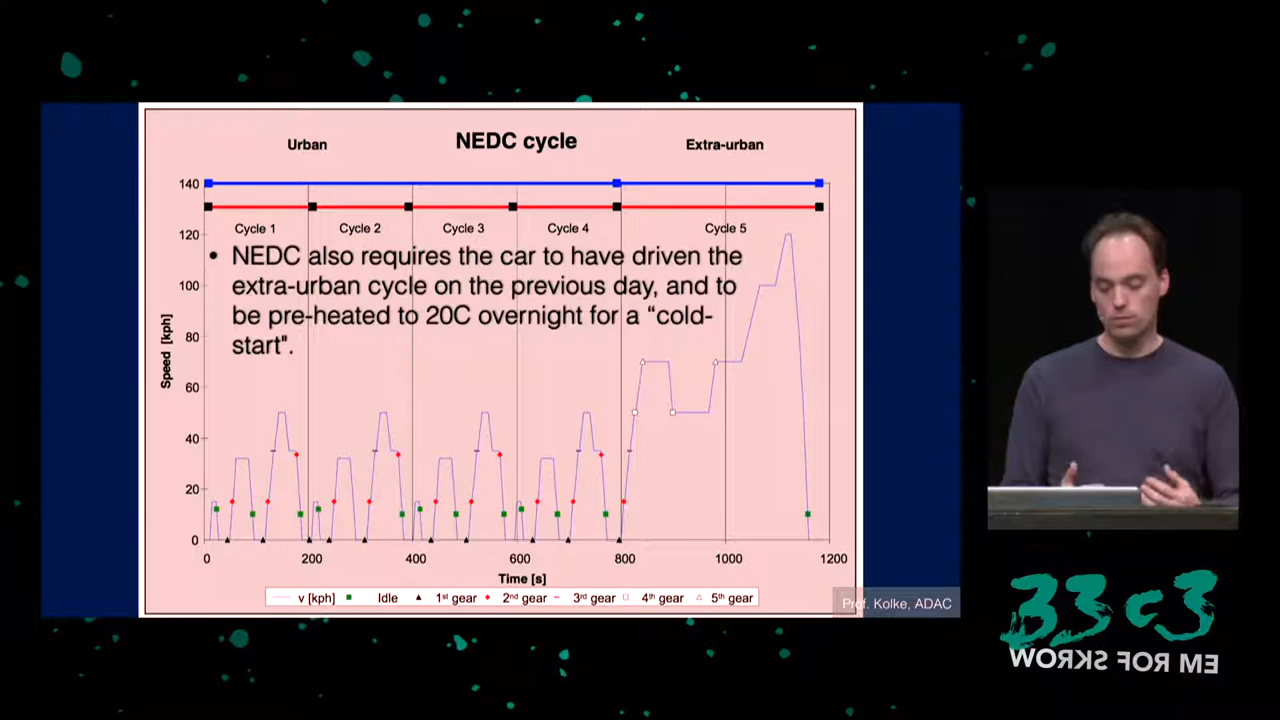 Urban
NEDC cycle
Extra-urban
140
Cycle 1
Cycle 2
Cycle 3
Cycle 4
Cycle 5
120
• NEDC also requires the car to have driven the
extra-urban cycle on the previous day, and to
be pre-heated to 20C overnight for a “cold-
start".
100
80
60
40
20
0
Speed [kph]
0
200
400
600
800
1000
1200
Time [s]
v [kph]
Idle
1st gear
2nd gear
3rd gear
4th gear
5th gear
Prof. Kolke, ADAC
33c3
WORKS FOR ME